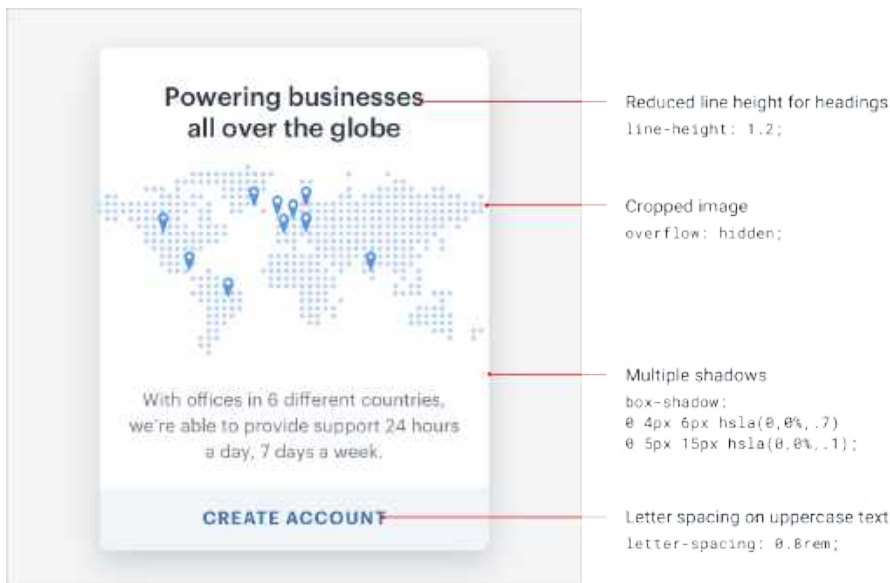 Powering businesses
all over the globe
With offices in 6 different countries,
we're able to provide support 24 hours
a day, 7 days a week.
CREATE ACCOUNT
Reduced line height for headings
line-height: 1.2;
Cropped image
overflow: hidden;
Multiple shadows
box-shadow:
0 4px 6px hsla(0,0%,.7)
0 5px 15px hsla(0,0%,.1);
Letter spacing on uppercase text
letter-spacing: 0.8rem;